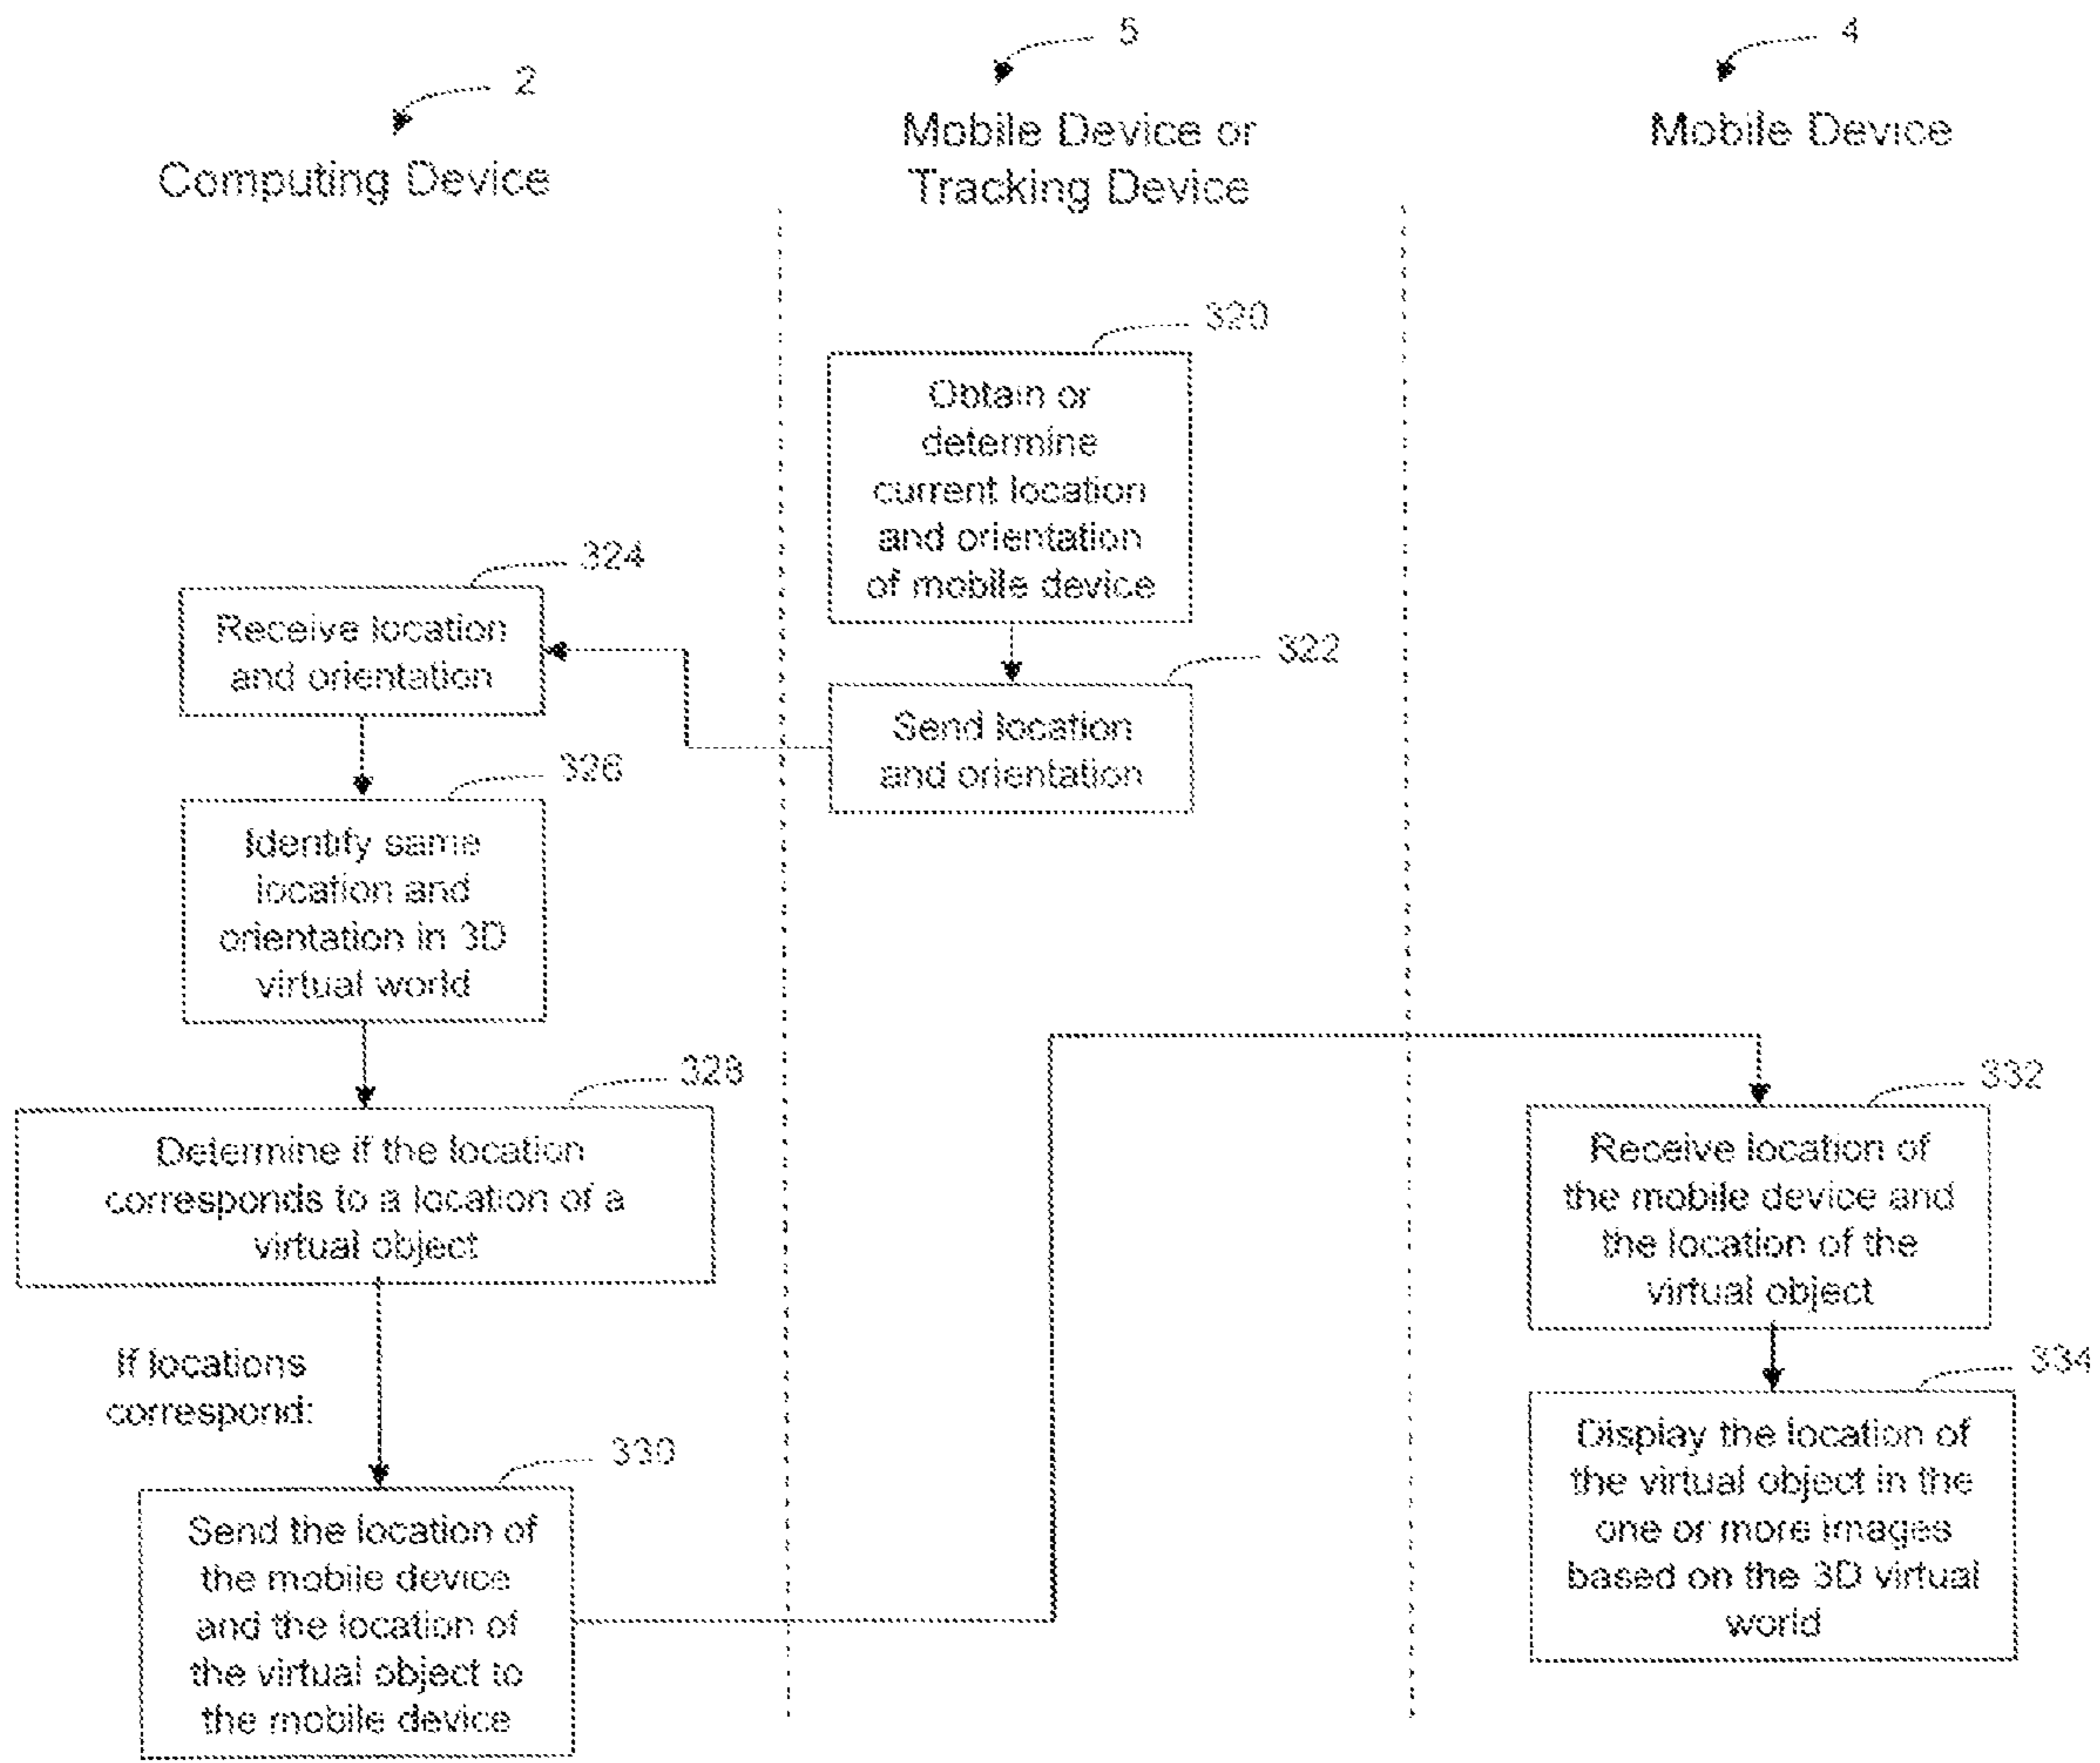 2
Computing Device
5
Mobile Device or
Tracking Device
4
Mobile Device
320
Obtain or
determine
current location
and orientation
of mobile device
322
Send location
and orientation
324
Receive location
and orientation
326
Identify same
location and
orientation in 3D
virtual world
328
Determine if the location
corresponds to a location of a
virtual object
If locations
correspond:
330
Send the location of
the mobile device
and the location of
the virtual object to
the mobile device
332
Receive location of
the mobile device and
the location of the
virtual object
334
Display the location of
the virtual object in the
one or more images
based on the 3D virtual
world